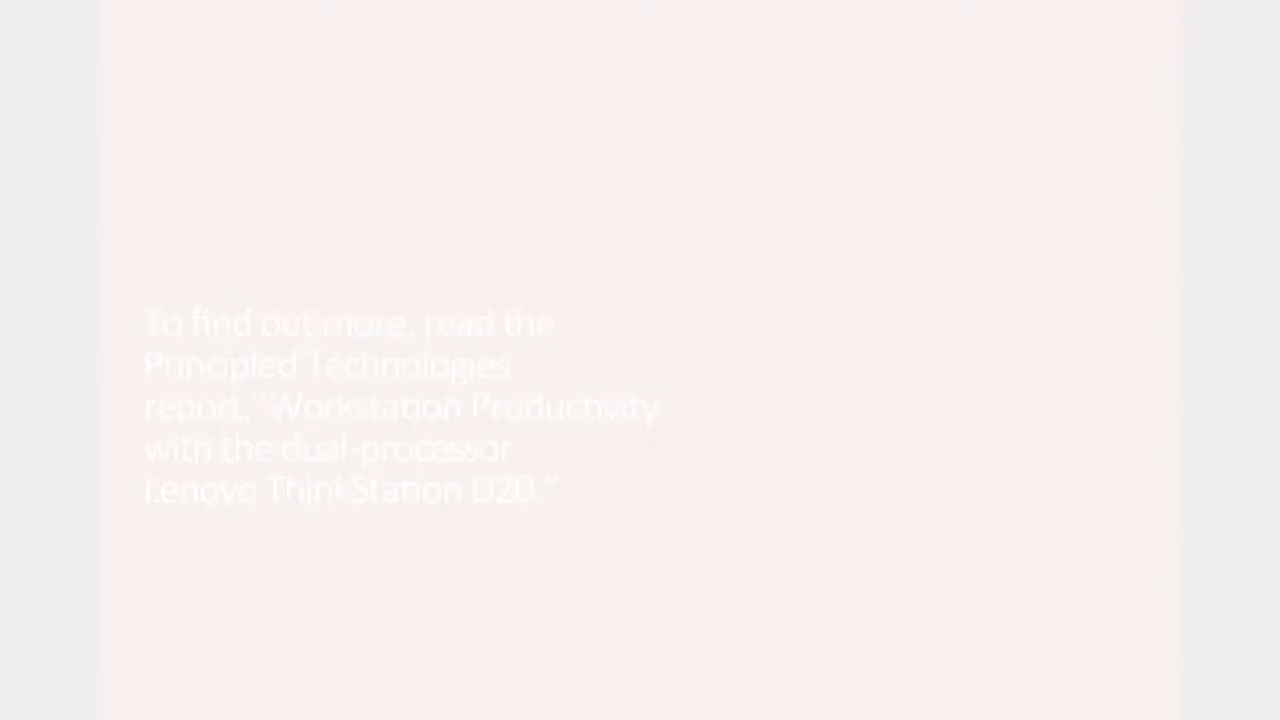 To find out more, read the
Principled Technologies
report, “Workstation Productivity
with the dual-processor
Lenovo ThinkStation D20.”